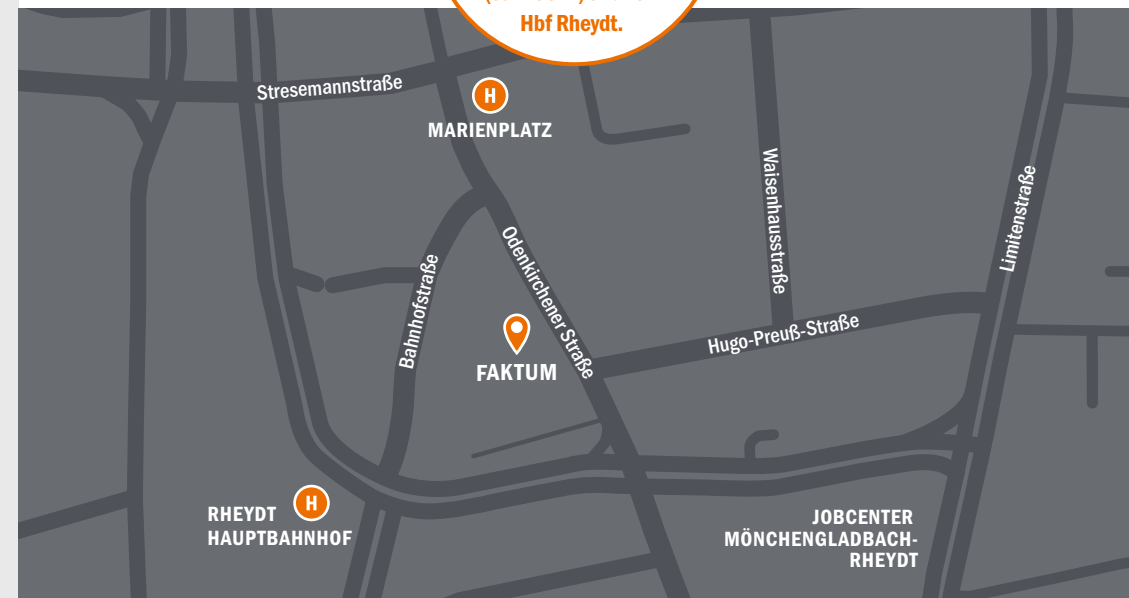 Hbf Rheydt.
Stresemannstraße
H
MARIENPLATZ
Waisenhausstraße
Limitenstraße
Odenkirchener Straße
Bahnhofstraße
Hugo-Preuß-Straße
FAKTUM
H
RHEYDT
HAUPTBAHNHOF
JOBCENTER
MÖNCHENGLADBACH-
RHEYDT